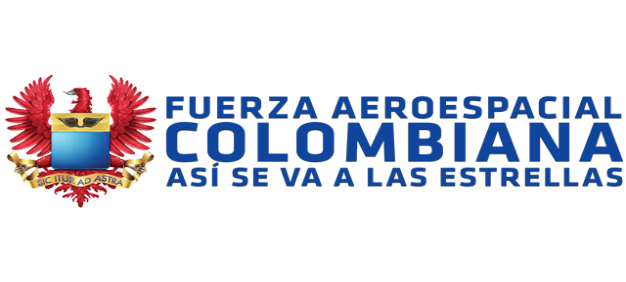 SIC ITUR AD ASTRA
FUERZA AEROESPACIAL
COLOMBIANA
ASÍ SE VA A LAS ESTRELLAS